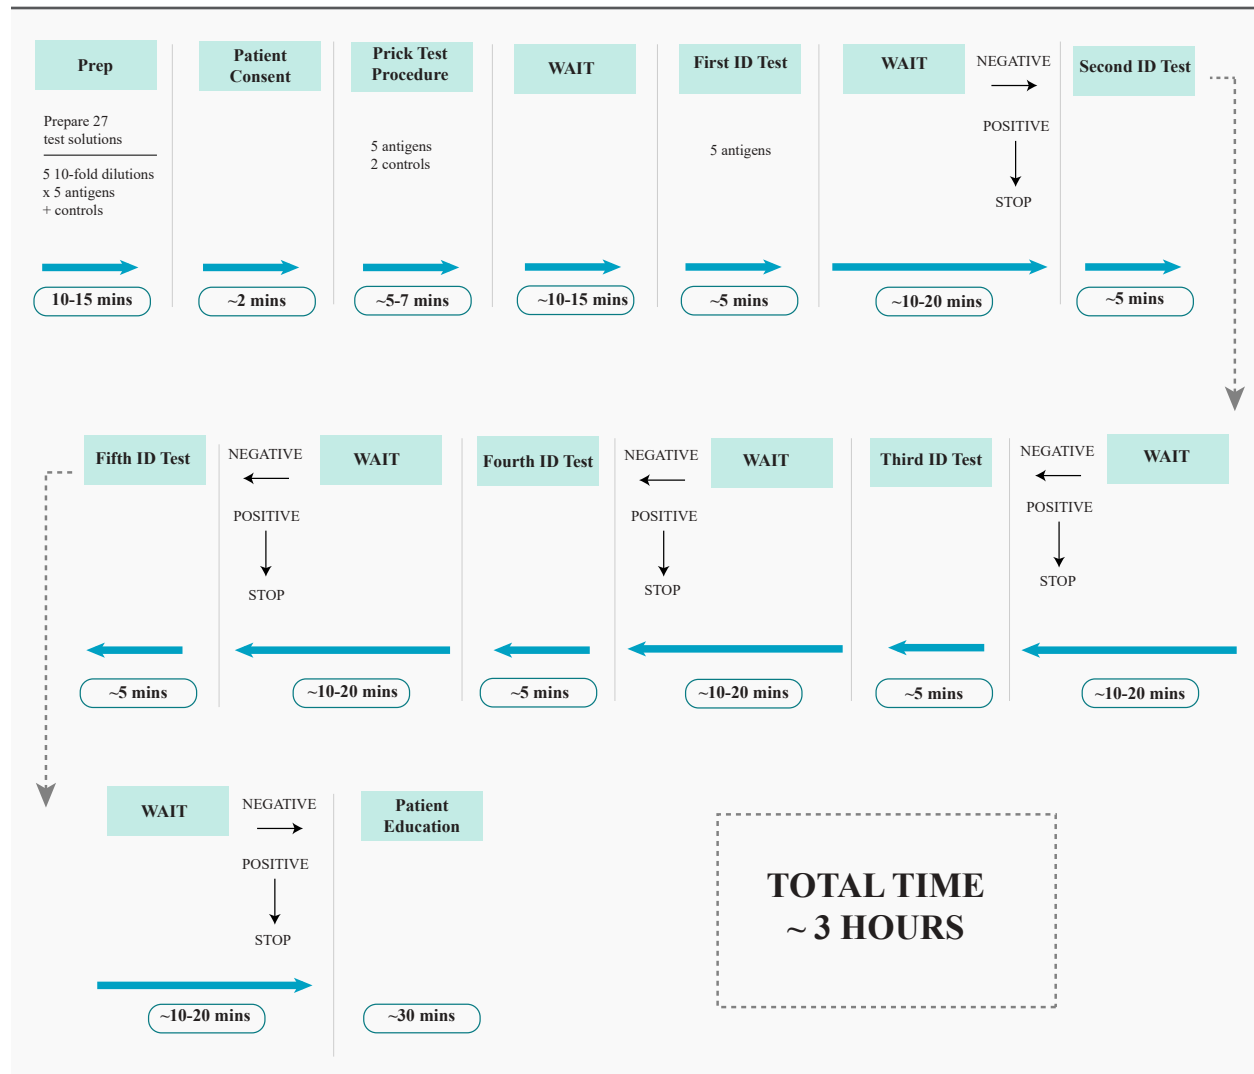 Prep
Prepare 27
test solutions
5 10-fold dilutions
x 5 antigens
+ controls
10-15 mins
Patient
Consent
~2 mins
Prick Test
Procedure
5 antigens
2 controls
~5-7 mins
WAIT
~10-15 mins
First ID Test
5 antigens
~5 mins
WAIT
NEGATIVE
POSITIVE
STOP
~10-20 mins
Second ID Test
~5 mins
WAIT
NEGATIVE
POSITIVE
STOP
~10-20 mins
Third ID Test
~5 mins
WAIT
NEGATIVE
POSITIVE
STOP
~10-20 mins
Fourth ID Test
~5 mins
WAIT
NEGATIVE
POSITIVE
STOP
~10-20 mins
Fifth ID Test
~5 mins
WAIT
NEGATIVE
POSITIVE
STOP
~10-20 mins
Patient
Education
~30 mins
TOTAL TIME
~ 3 HOURS